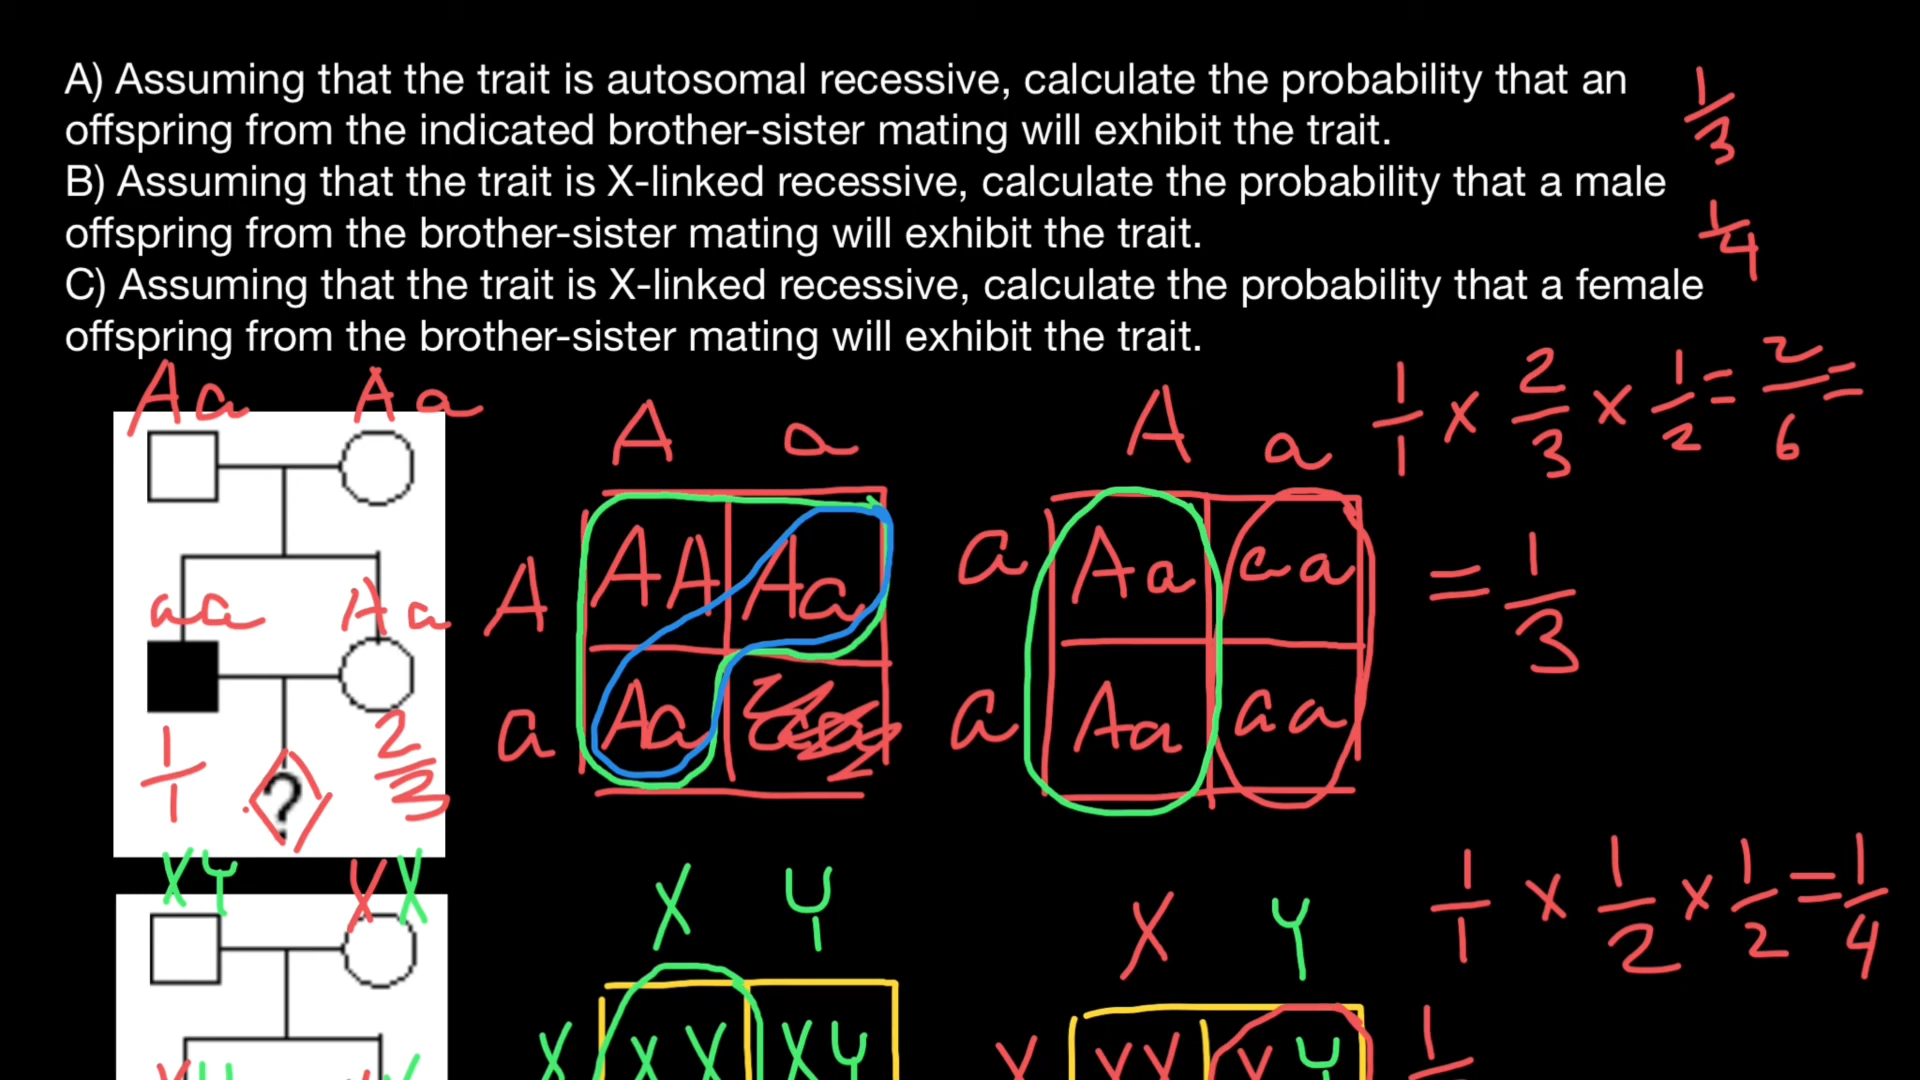 A) Assuming that the trait is autosomal recessive, calculate the probability that an
offspring from the indicated brother-sister mating will exhibit the trait.
1/3
B) Assuming that the trait is X-linked recessive, calculate the probability that a male
offspring from the brother-sister mating will exhibit the trait.
1/4
C) Assuming that the trait is X-linked recessive, calculate the probability that a female
offspring from the brother-sister mating will exhibit the trait.
Aa Aa
A a
A a
1/1 x 2/3 x 1/2 = 2/6 =
= 1/3
aa Aa
A AA Aa
a Aa
a Aa aa
a Aa aa
1/1 ? 2/3
XY XX
X Y
X Y
1/1 x 1/2 x 1/2 = 1/4
X XX XY
X XX XY